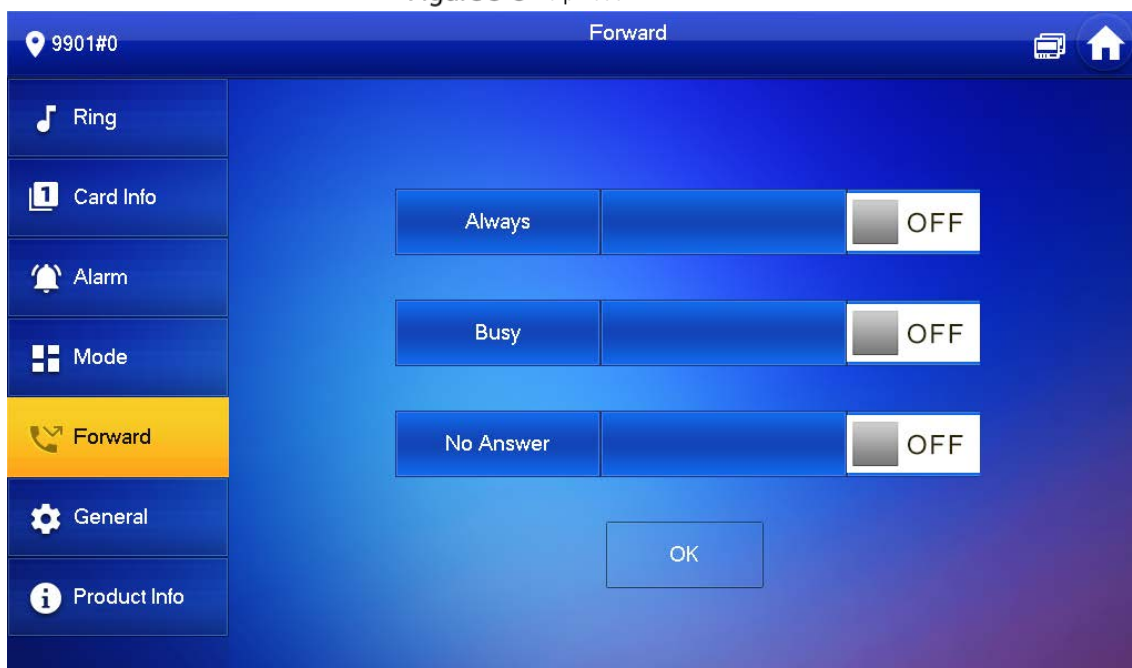 9901#0
Forward
Ring
Card Info
Alarm
Mode
Forward
General
Product Info
Always
OFF
Busy
OFF
No Answer
OFF
OK